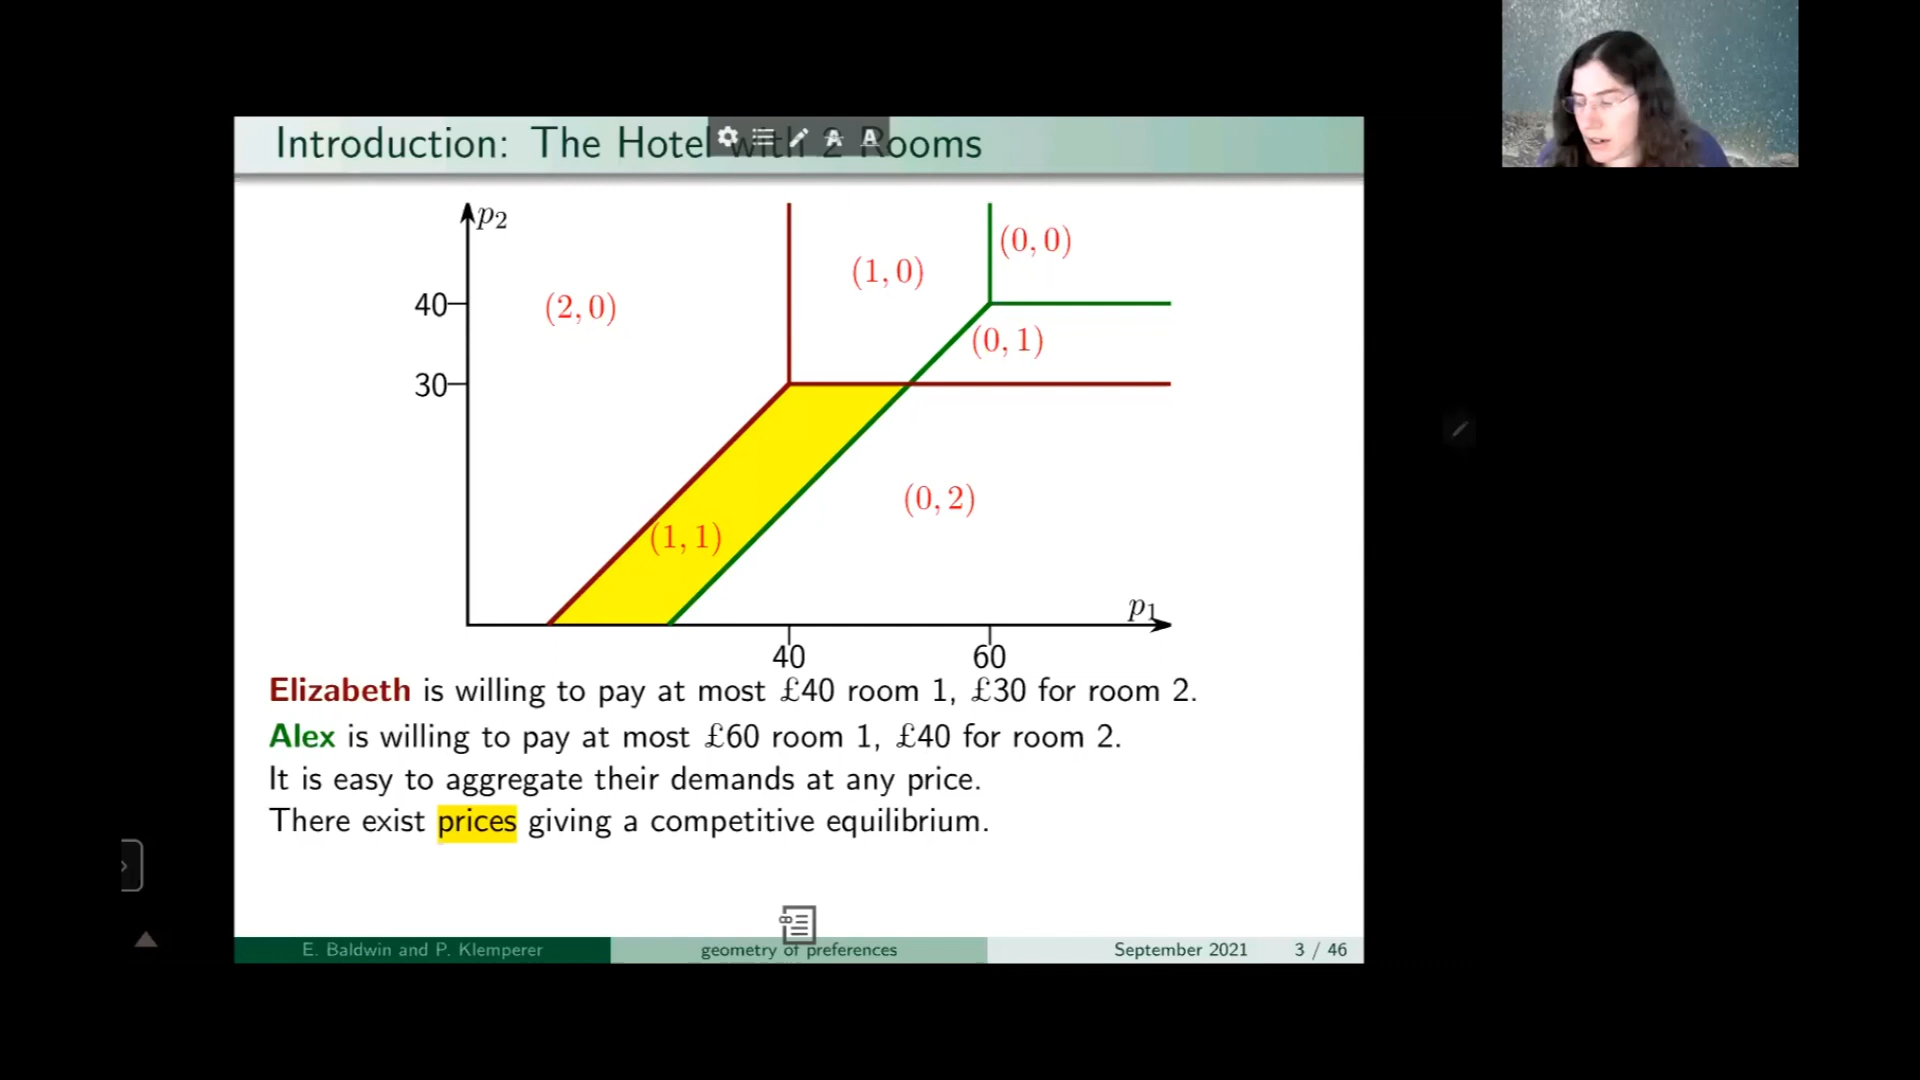 Introduction: The Hotel with 2 Rooms
p2
(0, 0)
(1, 0)
(2, 0)
40
(0, 1)
30
(0, 2)
(1, 1)
p1
40
60
Elizabeth is willing to pay at most £40 room 1, £30 for room 2.
Alex is willing to pay at most £60 room 1, £40 for room 2.
It is easy to aggregate their demands at any price.
There exist prices giving a competitive equilibrium.
E. Baldwin and P. Klemperer
geometry of preferences
September 2021
3 / 46